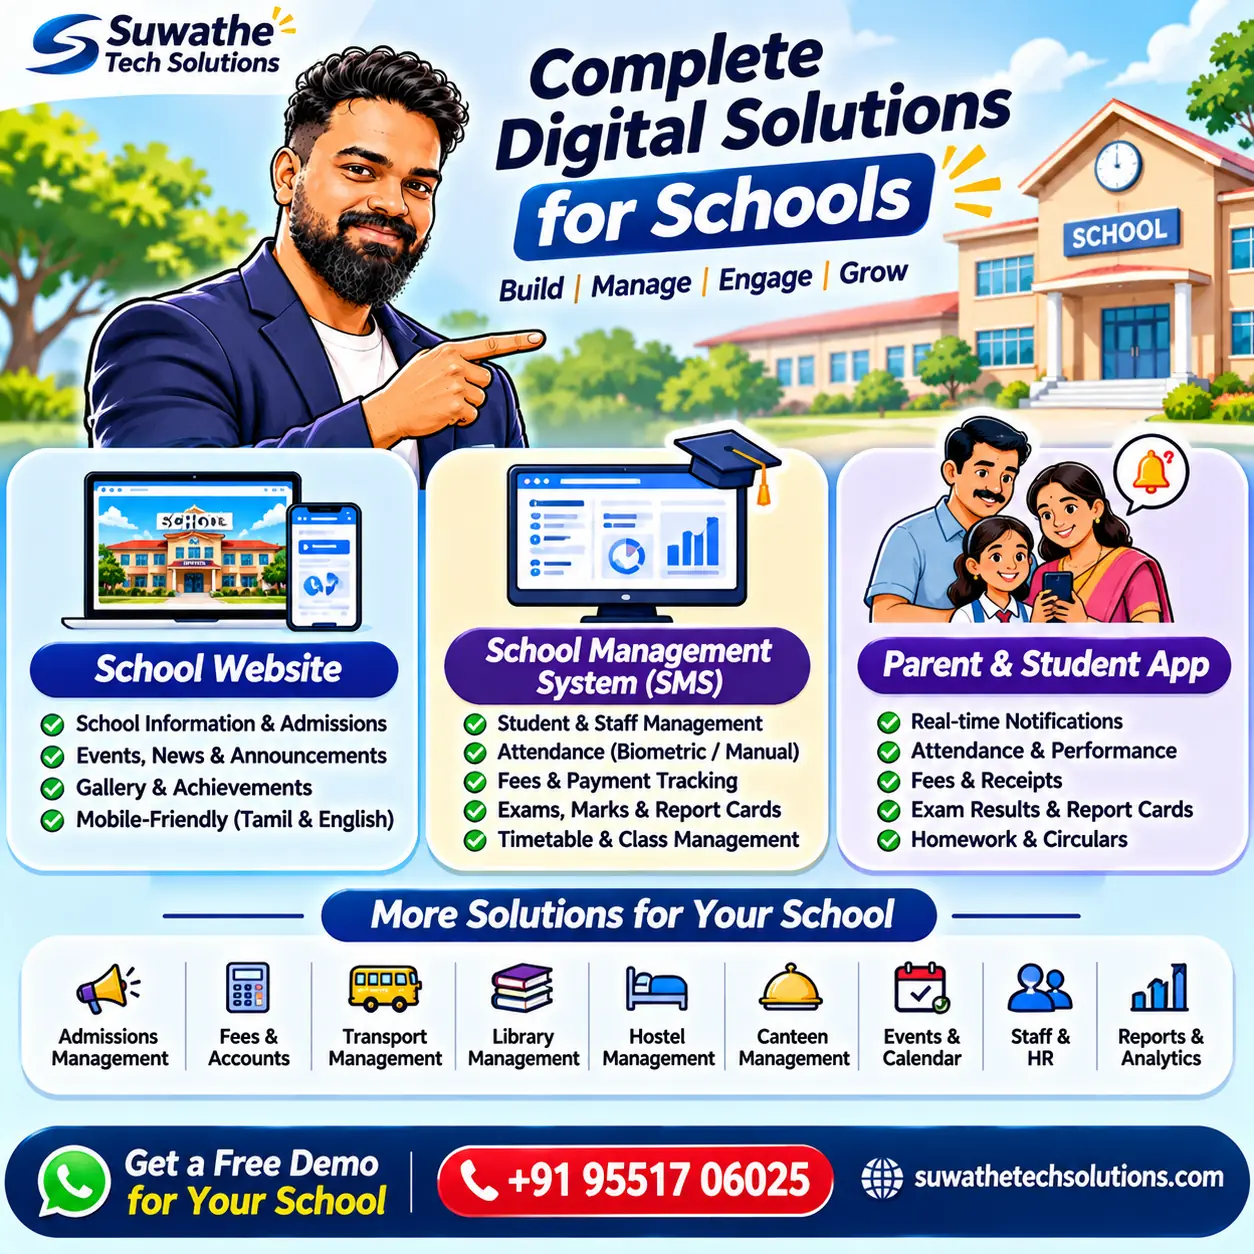 Suwathe
Tech Solutions
Complete
Digital Solutions
for Schools
Build | Manage | Engage | Grow
SCHOOL
SCHOOL
School Website
School Information & Admissions
Events, News & Announcements
Gallery & Achievements
Mobile-Friendly (Tamil & English)
School Management
System (SMS)
Student & Staff Management
Attendance (Biometric / Manual)
Fees & Payment Tracking
Exams, Marks & Report Cards
Timetable & Class Management
Parent & Student App
Real-time Notifications
Attendance & Performance
Fees & Receipts
Exam Results & Report Cards
Homework & Circulars
More Solutions for Your School
Admissions
Management
Fees &
Accounts
Transport
Management
Library
Management
Hostel
Management
Canteen
Management
Events &
Calendar
Staff &
HR
Reports &
Analytics
Get a Free Demo
for Your School
+91 95517 06025
suwathetechsolutions.com